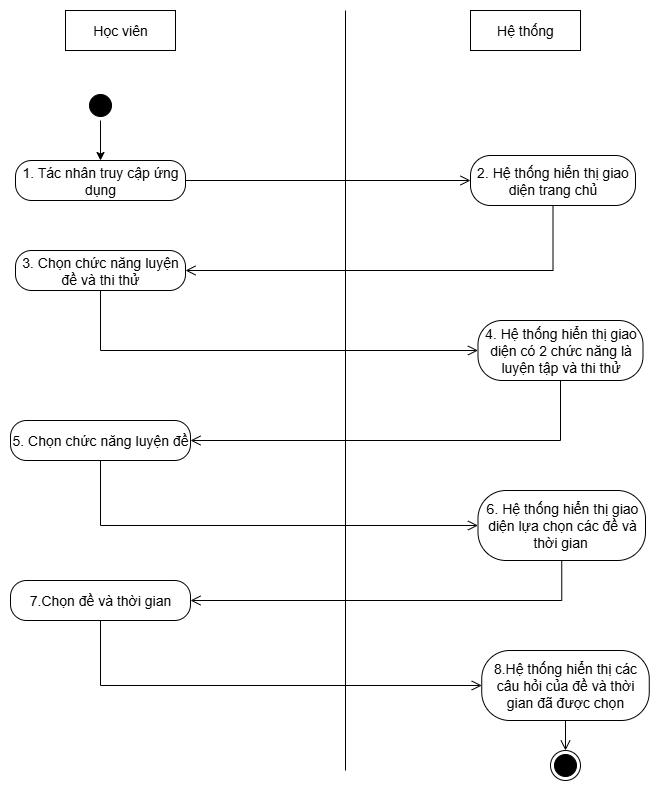 Học viên
Hệ thống
1. Tác nhân truy cập ứng
dụng
2. Hệ thống hiển thị giao
diện trang chủ
3. Chọn chức năng luyện
đề và thi thử
4. Hệ thống hiển thị giao
diện có 2 chức năng là
luyện tập và thi thử
5. Chọn chức năng luyện đề
6. Hệ thống hiển thị giao
diện lựa chọn các đề và
thời gian
7.Chọn đề và thời gian
8.Hệ thống hiển thị các
câu hỏi của đề và thời
gian đã được chọn